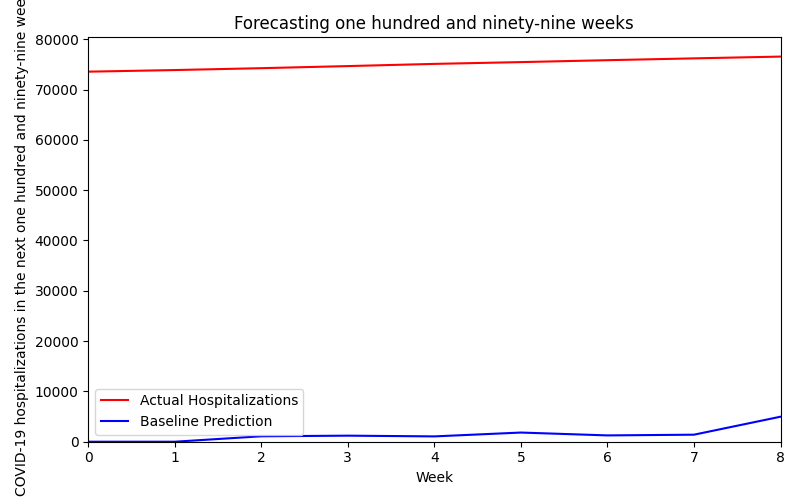 Forecasting one hundred and ninety-nine weeks
COVID-19 hospitalizations in the next one hundred and ninety-nine
80000
70000
60000
50000
40000
30000
20000
10000
0
Actual Hospitalizations
Baseline Prediction
0 1 2 3 4 5 6 7 8
Week